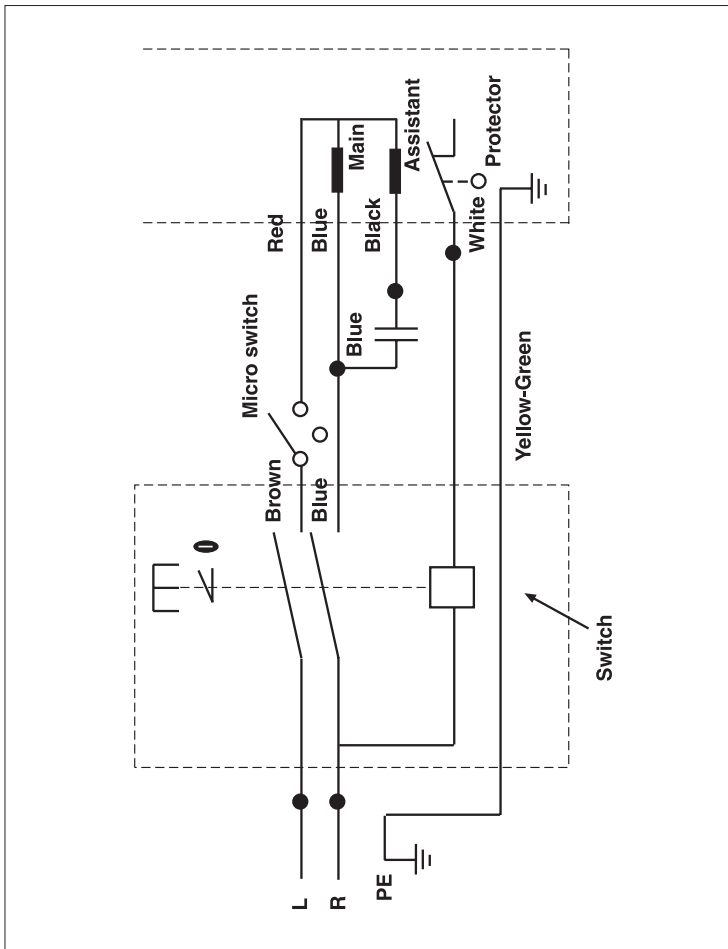 L
R
PE
Switch
Brown
Blue
Micro switch
Blue
Yellow-Green
Red
Blue
Black
White
Main
Assistant
Protector
0